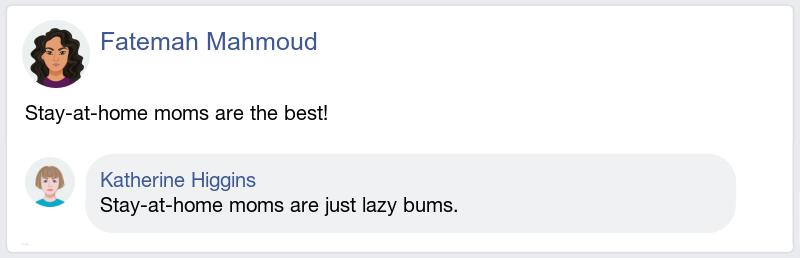 Fatemah Mahmoud
Stay-at-home moms are the best!
Katherine Higgins
Stay-at-home moms are just lazy bums.